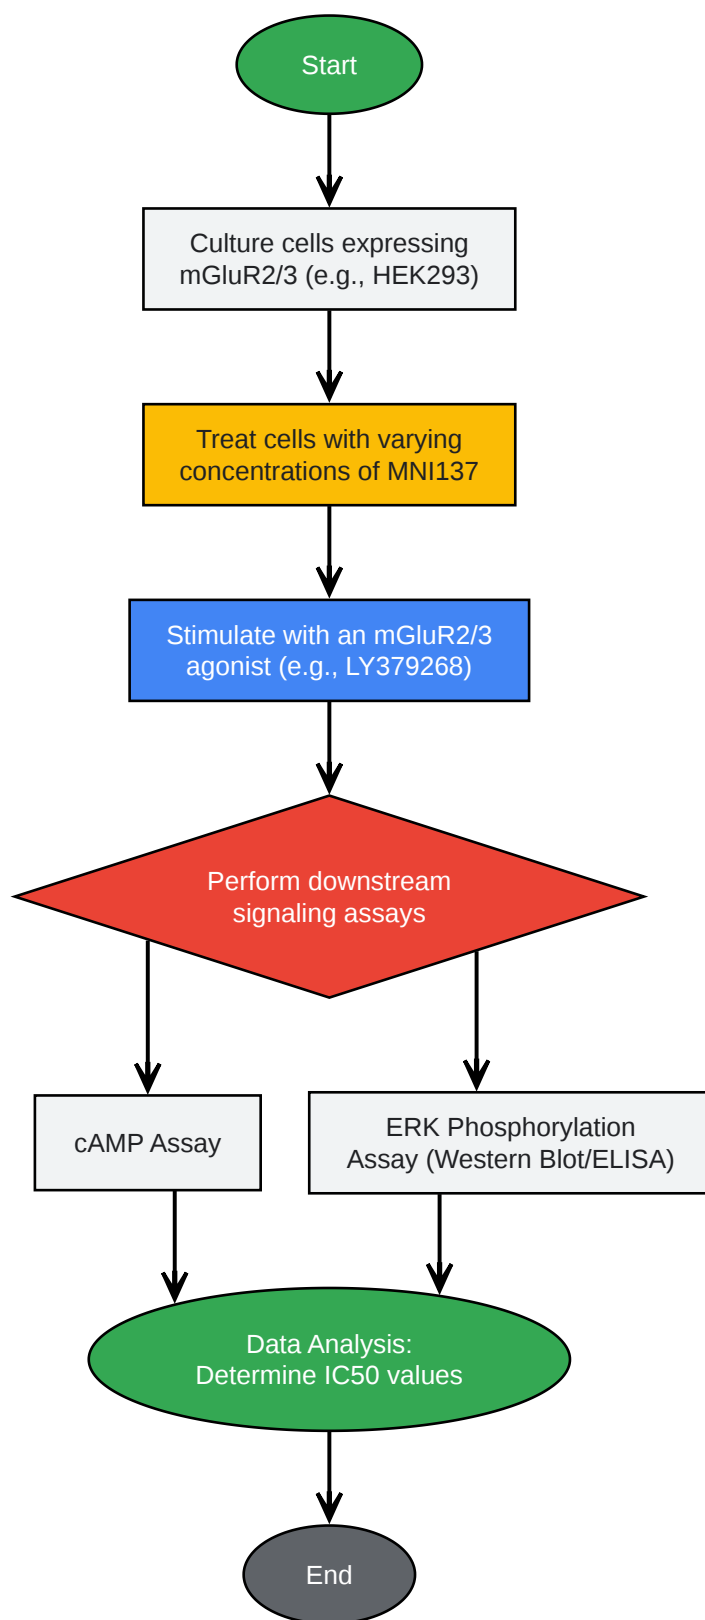 Start
Culture cells expressing
mGluR2/3 (e.g., HEK293)
Treat cells with varying
concentrations of MNI137
Stimulate with an mGluR2/3
agonist (e.g., LY379268)
Perform downstream
signaling assays
cAMP Assay
ERK Phosphorylation
Assay (Western Blot/ELISA)
Data Analysis:
Determine IC50 values
End